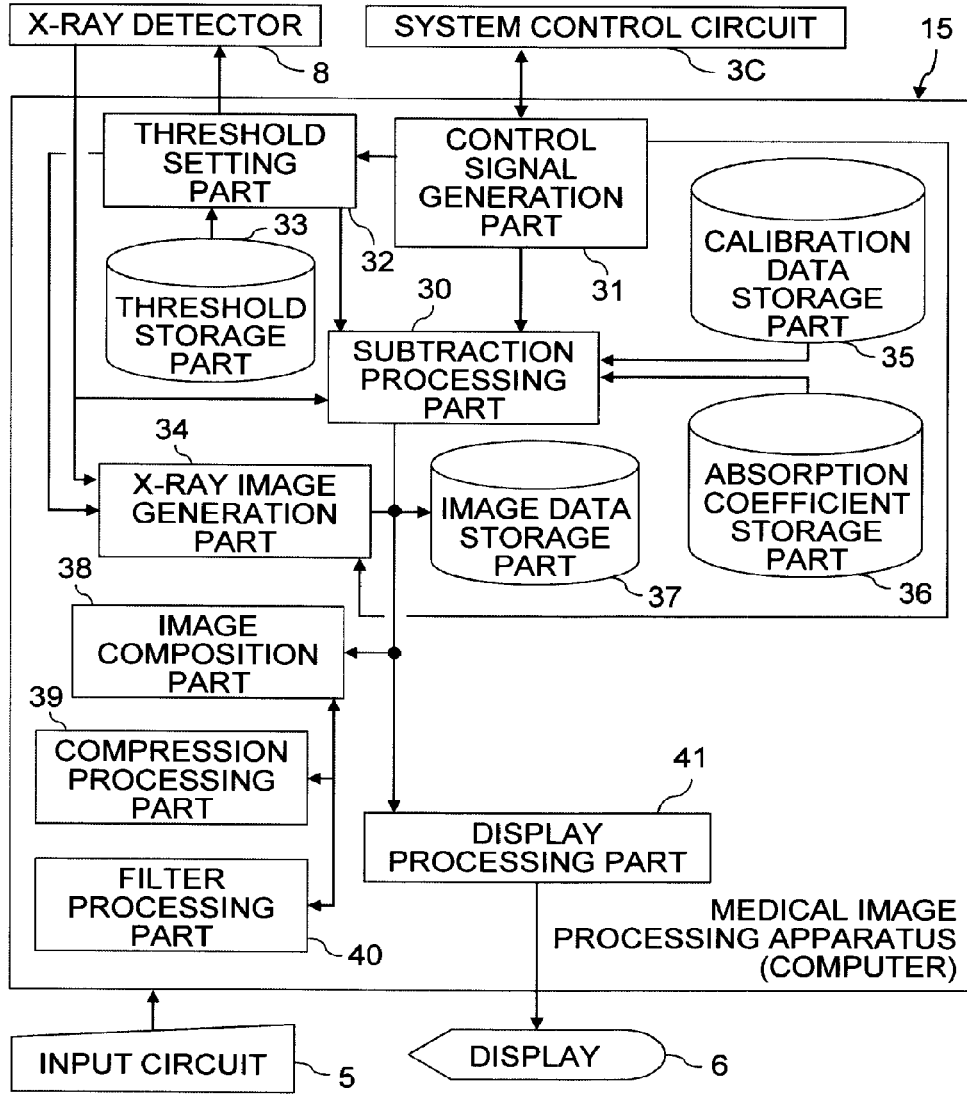 X-RAY DETECTOR
8
SYSTEM CONTROL CIRCUIT
3C
15
THRESHOLD
SETTING
PART
32
CONTROL
SIGNAL
GENERATION
PART
31
33
THRESHOLD
STORAGE
PART
30
SUBTRACTION
PROCESSING
PART
CALIBRATION
DATA
STORAGE
PART
35
34
X-RAY IMAGE
GENERATION
PART
IMAGE DATA
STORAGE
PART
37
ABSORPTION
COEFFICIENT
STORAGE
PART
36
38
IMAGE
COMPOSITION
PART
39
COMPRESSION
PROCESSING
PART
41
DISPLAY
PROCESSING PART
FILTER
PROCESSING
PART
40
MEDICAL IMAGE
PROCESSING APPARATUS
(COMPUTER)
INPUT CIRCUIT
5
DISPLAY
6